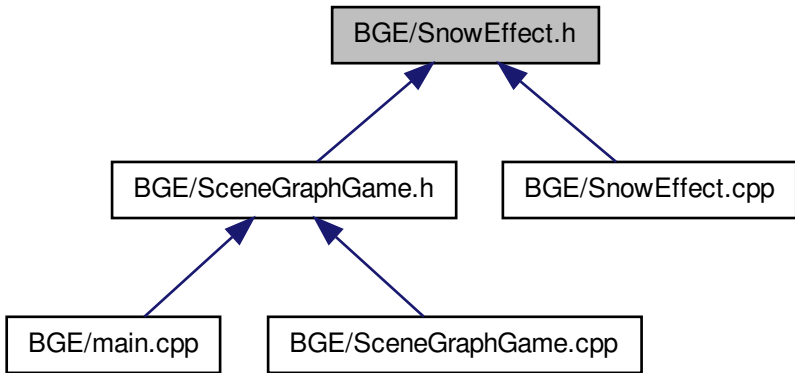 BGE/SnowEffect.h
BGE/SceneGraphGame.h
BGE/SnowEffect.cpp
BGE/main.cpp
BGE/SceneGraphGame.cpp